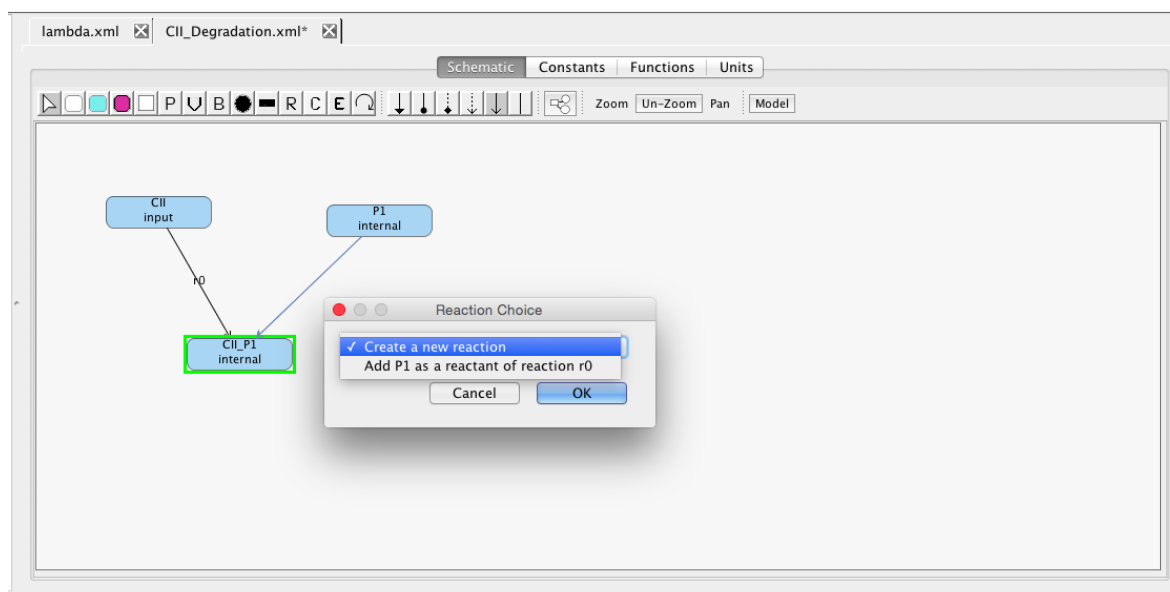 lambda.xml CII_Degradation.xml*
Schematic Constants Functions Units
P B R C E Zoom Un-Zoom Pan Model
CII
input
P1
internal
r0
CII_P1
internal
Reaction Choice
✓ Create a new reaction
Add P1 as a reactant of reaction r0
Cancel OK